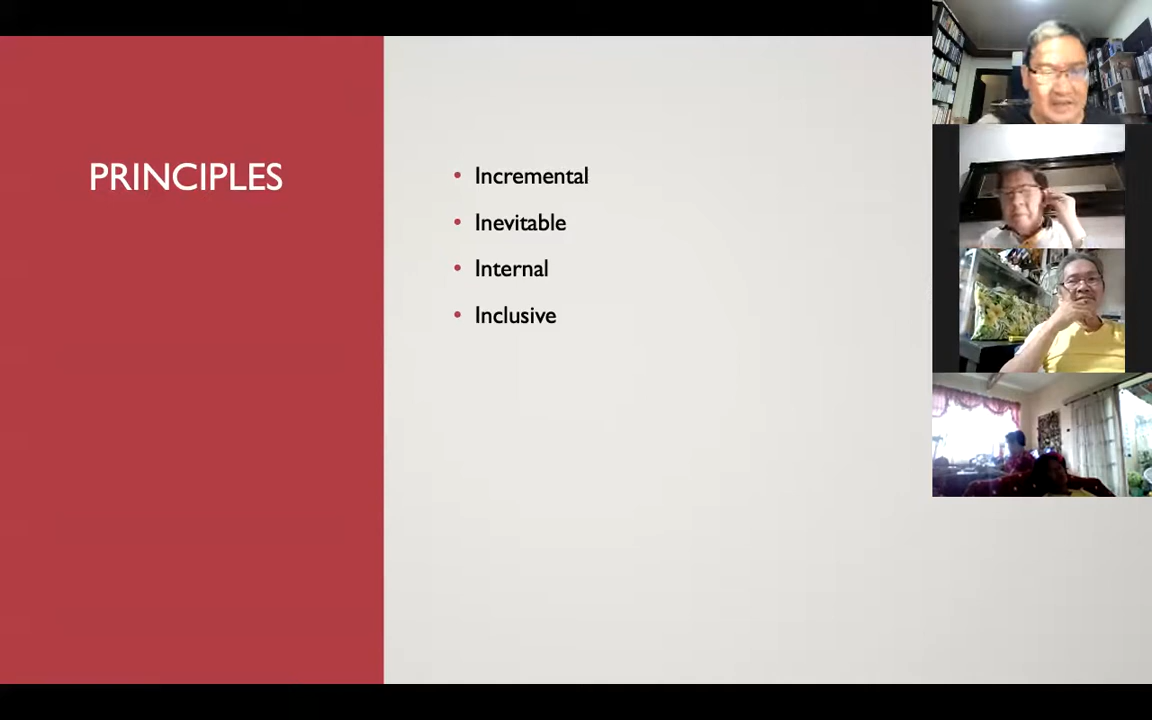 PRINCIPLES
• Incremental
• Inevitable
• Internal
• Inclusive